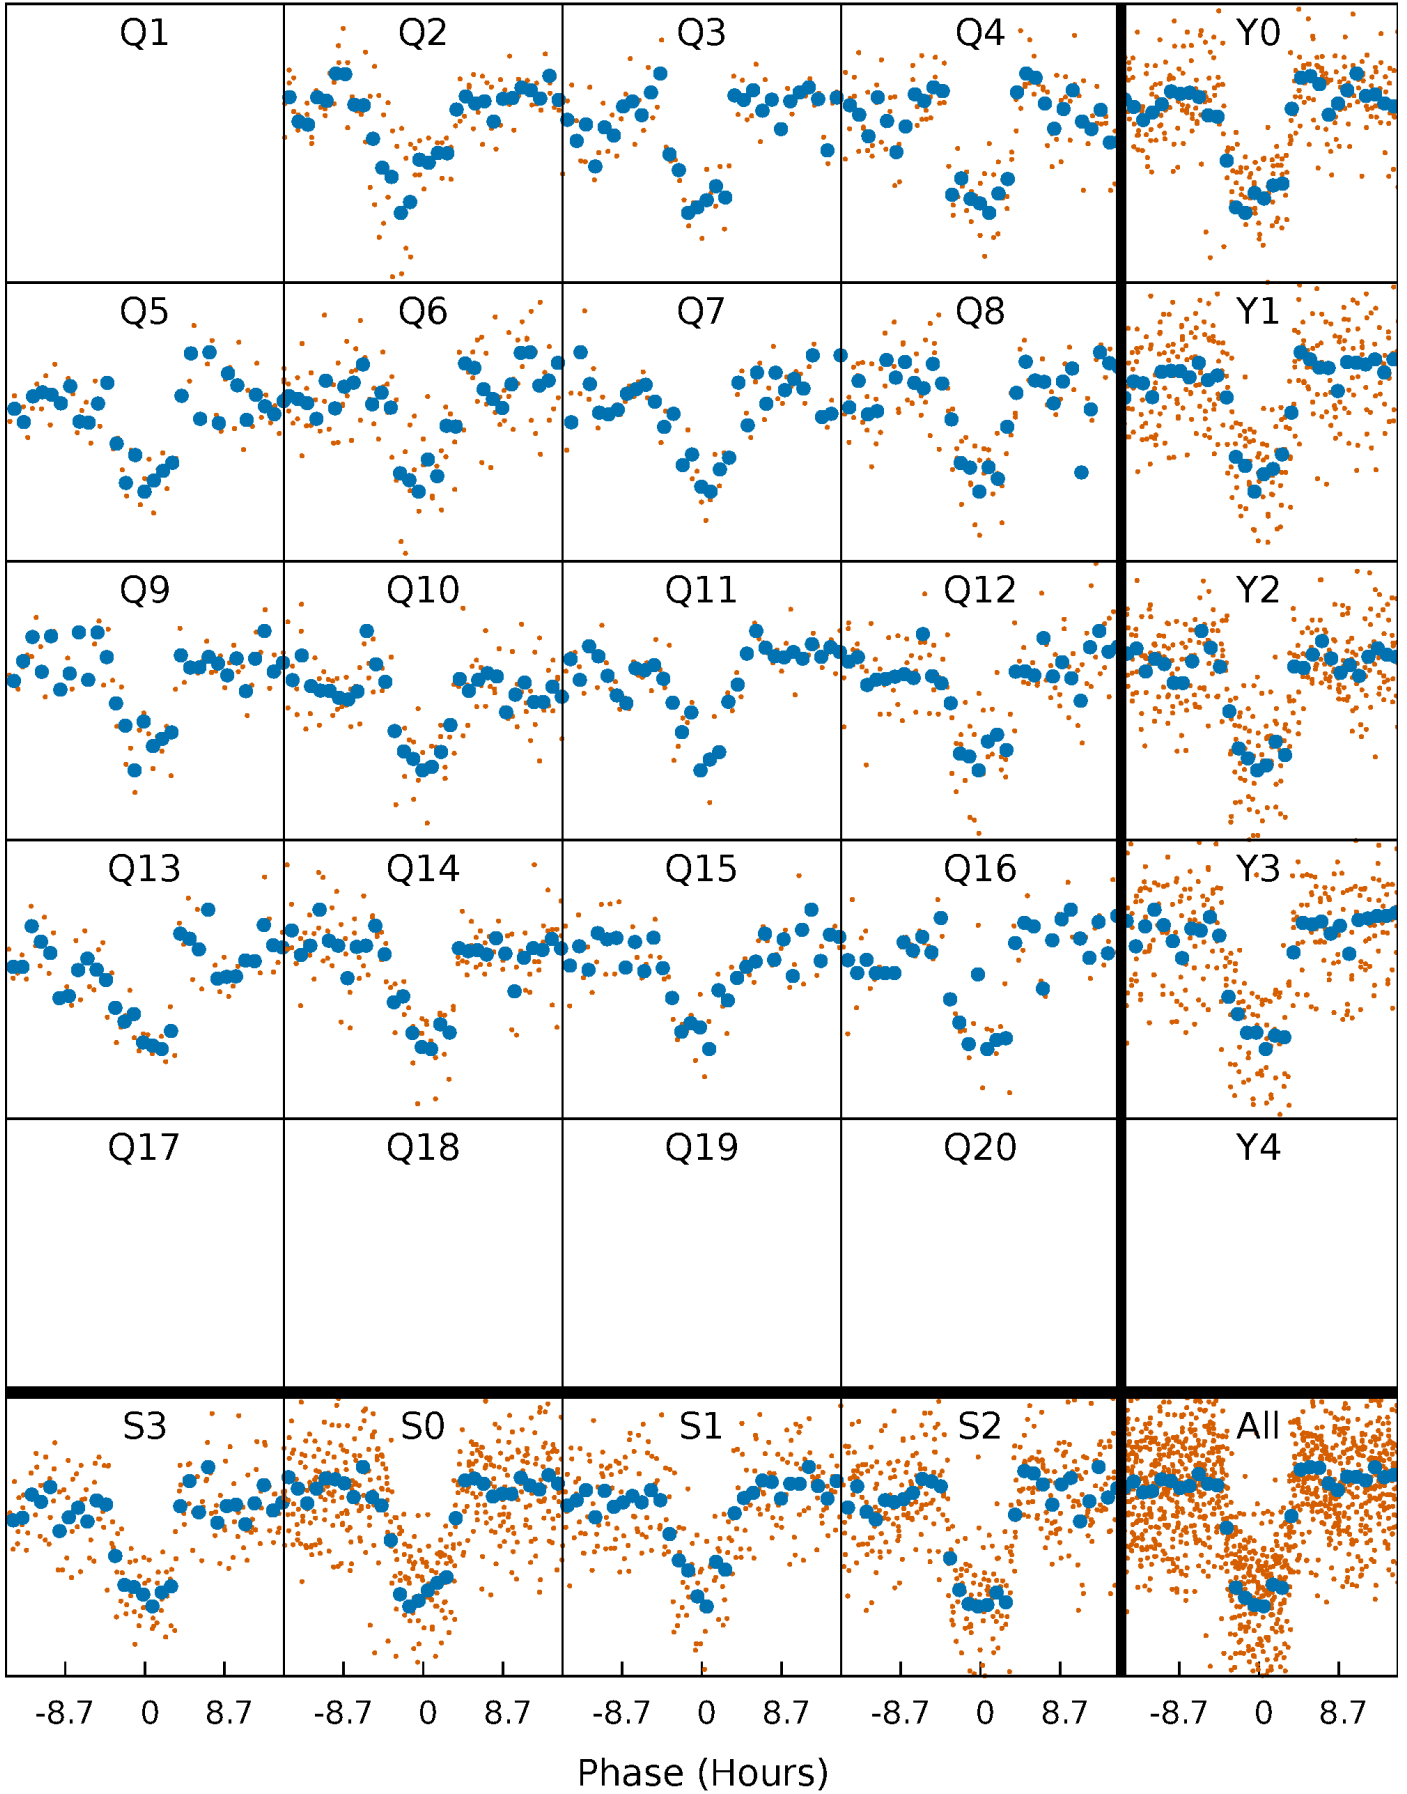 Q1 Q2 Q3 Q4 Y0
Q5 Q6 Q7 Q8 Y1
Q9 Q10 Q11 Q12 Y2
Q13 Q14 Q15 Q16 Y3
Q17 Q18 Q19 Q20 Y4
S3 S0 S1 S2 All
-8.7 0 8.7 -8.7 0 8.7 -8.7 0 8.7 -8.7 0 8.7 -8.7 0 8.7
Phase (Hours)